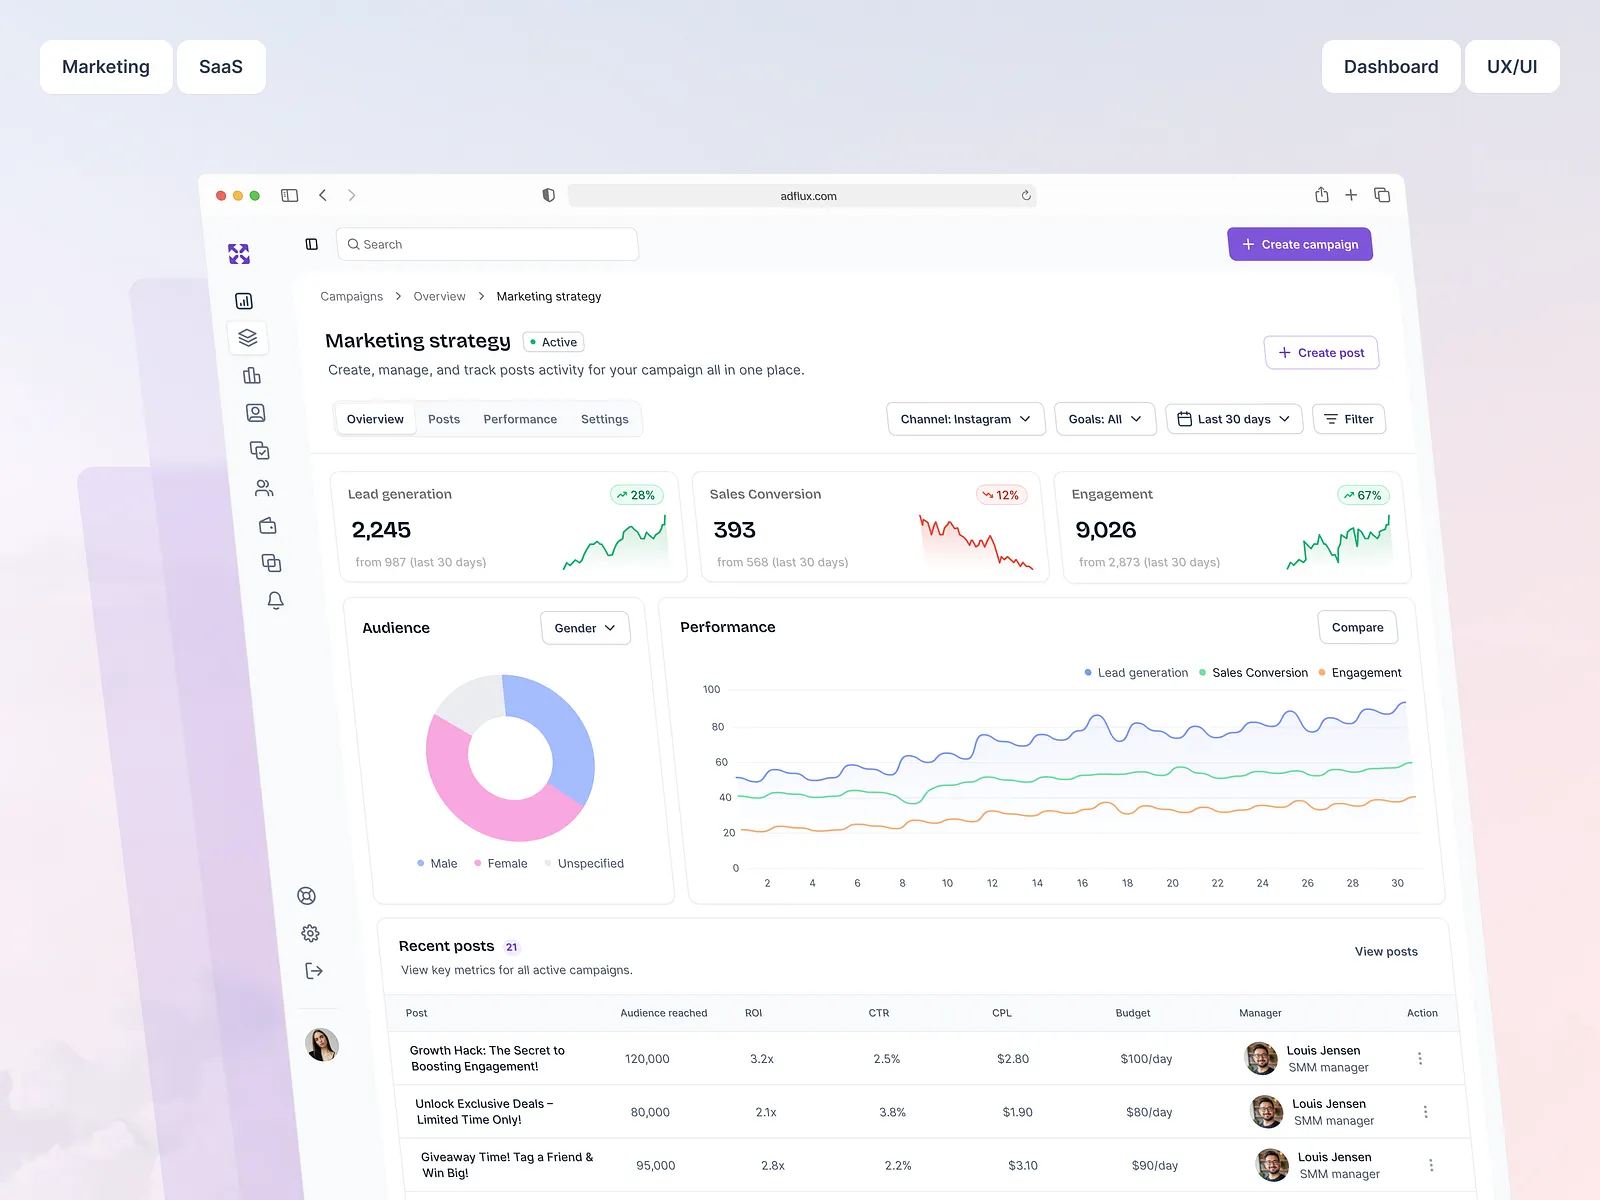 Marketing
SaaS
Dashboard
UX/UI
adflux.com
Search
Create campaign
Campaigns
Overview
Marketing strategy
Marketing strategy
Active
Create, manage, and track posts activity for your campaign all in one place.
Create post
Ovierview
Posts
Performance
Settings
Channel: Instagram
Goals: All
Last 30 days
Filter
Lead generation
28%
2,245
from 987 (last 30 days)
Sales Conversion
12%
393
from 568 (last 30 days)
Engagement
67%
9,026
from 2,873 (last 30 days)
Audience
Gender
Male
Female
Unspecified
Performance
Compare
Lead generation
Sales Conversion
Engagement
100
80
60
40
20
0
2 4 6 8 10 12 14 16 18 20 22 24 26 28 30
Recent posts 21
View key metrics for all active campaigns.
View posts
Post Audience reached ROI CTR CPL Budget Manager Action
Growth Hack: The Secret to
Boosting Engagement!
120,000 3.2x 2.5% $2.80 $100/day
Louis Jensen
SMM manager
Unlock Exclusive Deals –
Limited Time Only!
80,000 2.1x 3.8% $1.90 $80/day
Louis Jensen
SMM manager
Giveaway Time! Tag a Friend &
Win Big!
95,000 2.8x 2.2% $3.10 $90/day
Louis Jensen
SMM manager